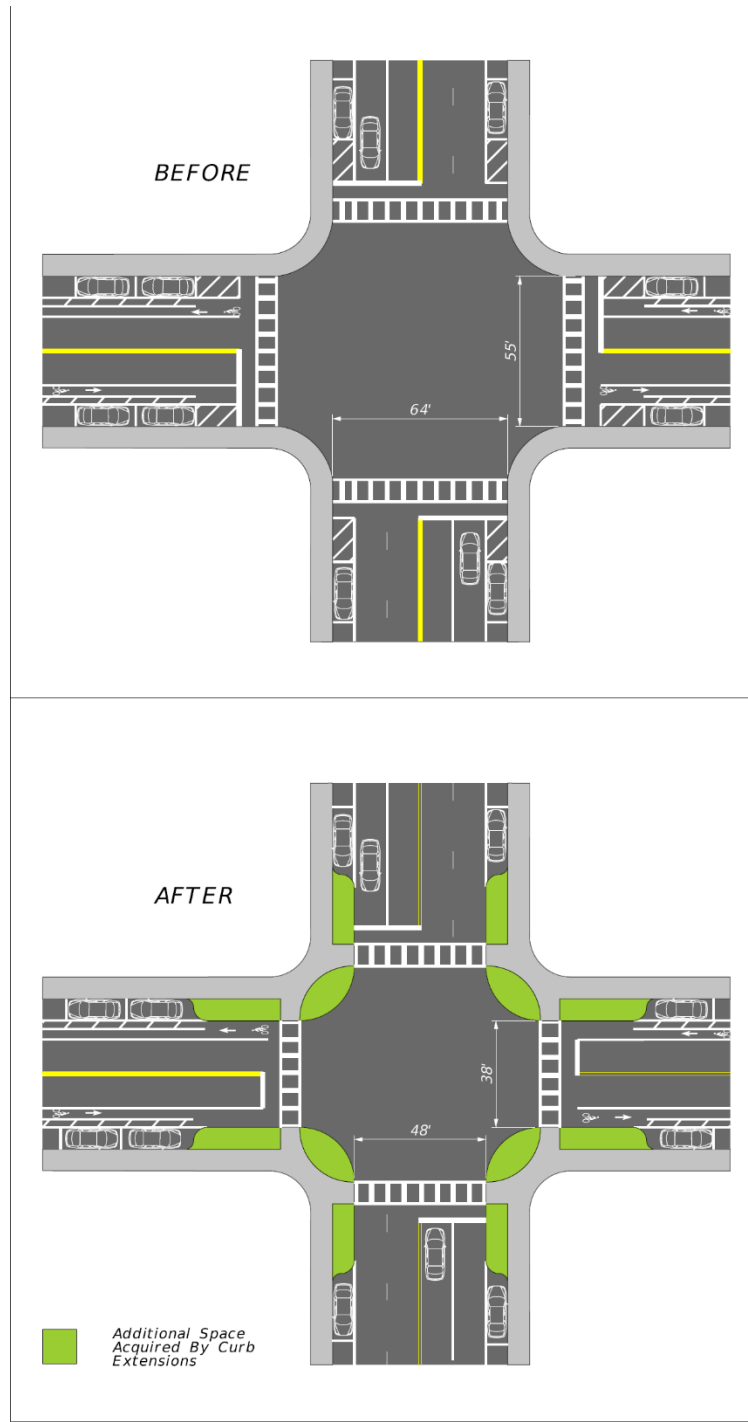 BEFORE
55'
64'
AFTER
38'
48'
Additional Space
Acquired By Curb
Extensions